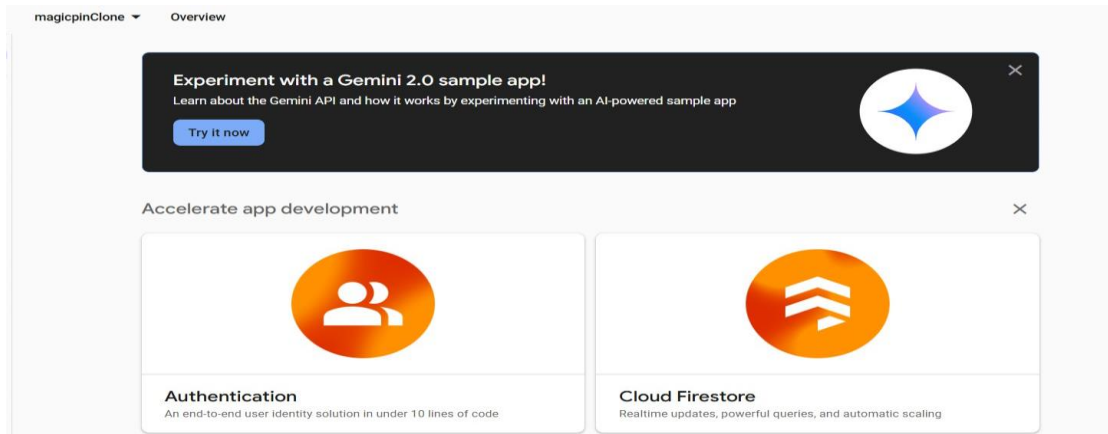 magicpinClone Overview
Experiment with a Gemini 2.0 sample app!
Learn about the Gemini API and how it works by experimenting with an AI-powered sample app
Try it now
Accelerate app development
Authentication
An end-to-end user identity solution in under 10 lines of code
Cloud Firestore
Realtime updates, powerful queries, and automatic scaling